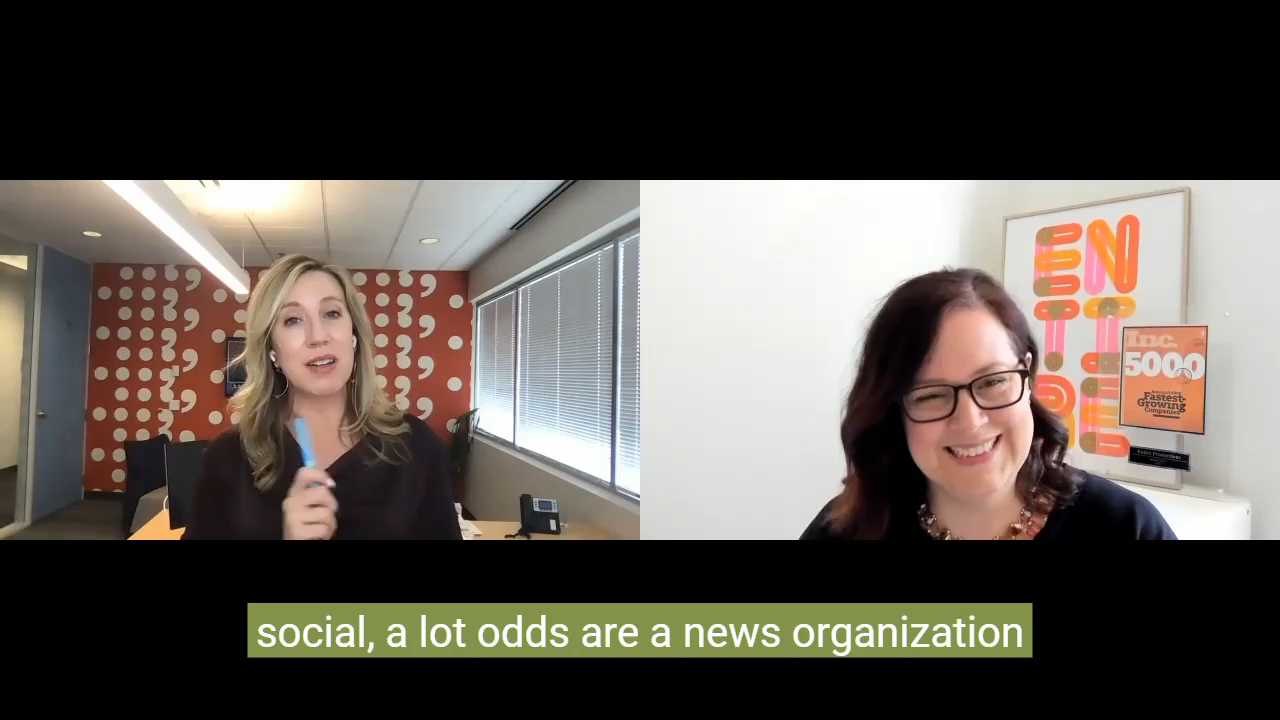 EN
Inc.
5000
Fastest-
Growing
Companies
social, a lot odds are a news organization